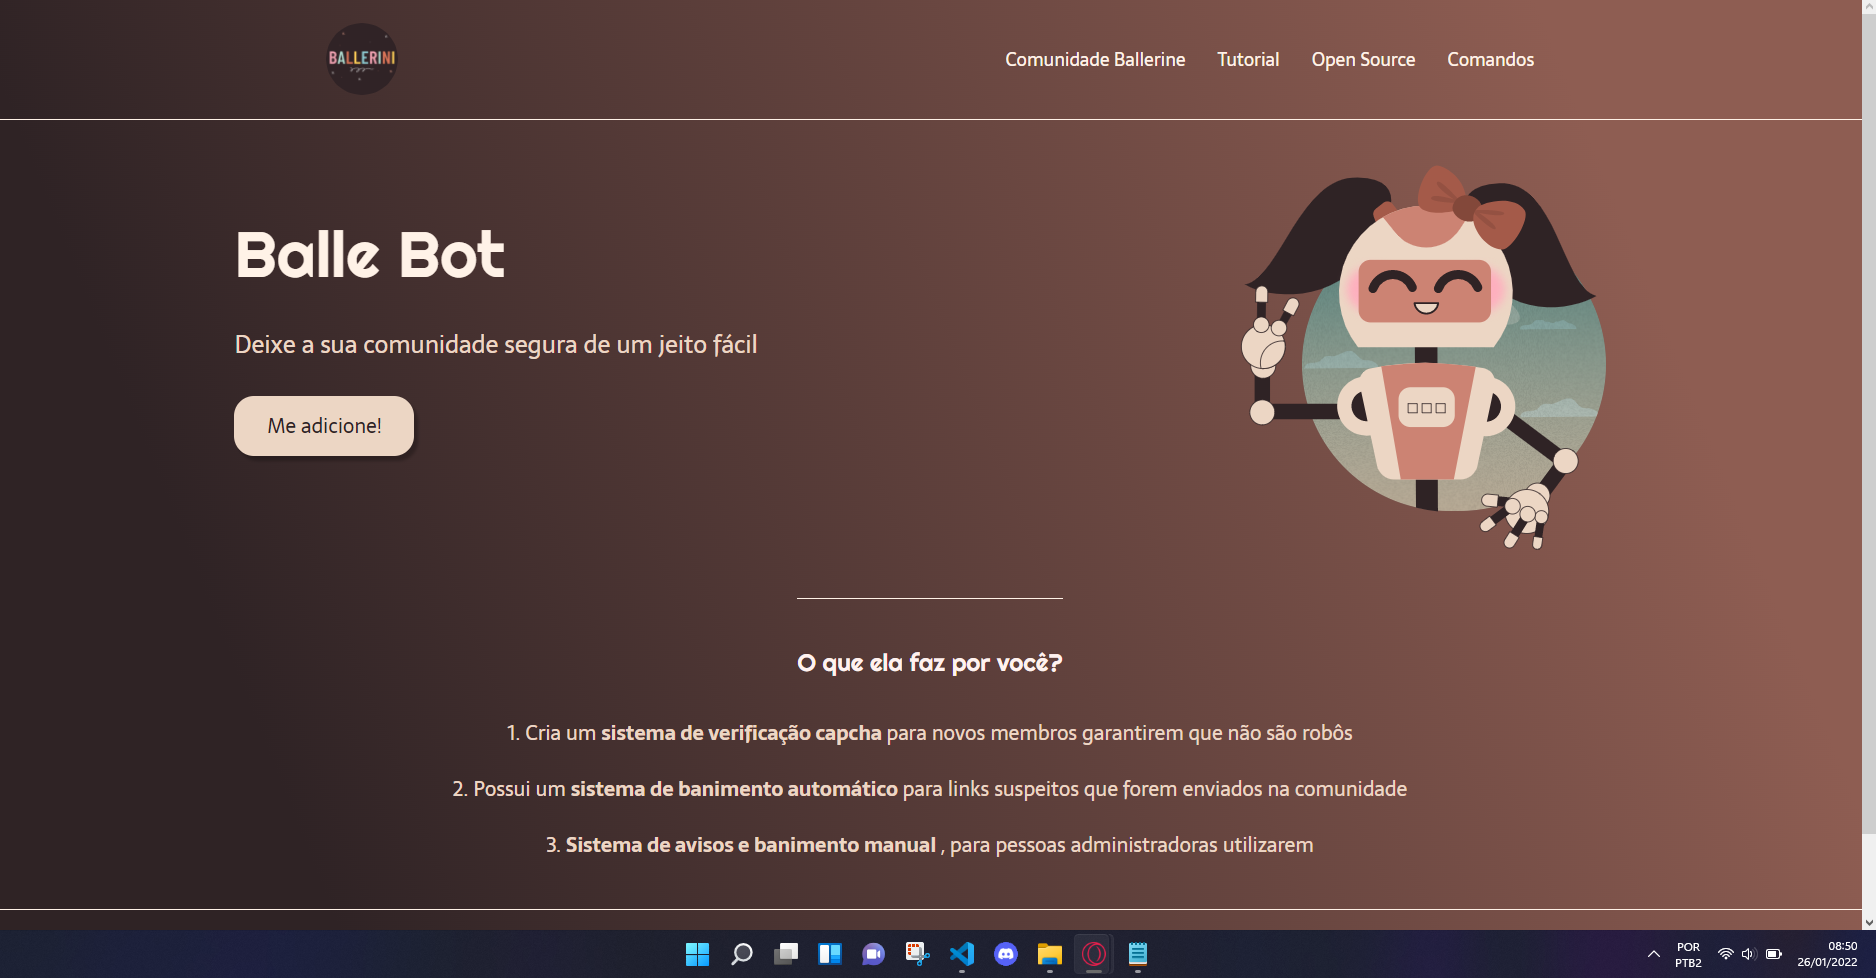 BALLERINI
Comunidade Ballerine Tutorial Open Source Comandos
Balle Bot
Deixe a sua comunidade segura de um jeito fácil
Me adicione!
O que ela faz por você?
1. Cria um sistema de verificação capcha para novos membros garantirem que não são robôs
2. Possui um sistema de banimento automático para links suspeitos que forem enviados na comunidade
3. Sistema de avisos e banimento manual , para pessoas administradoras utilizarem
POR
PTB2
08:50
26/01/2022